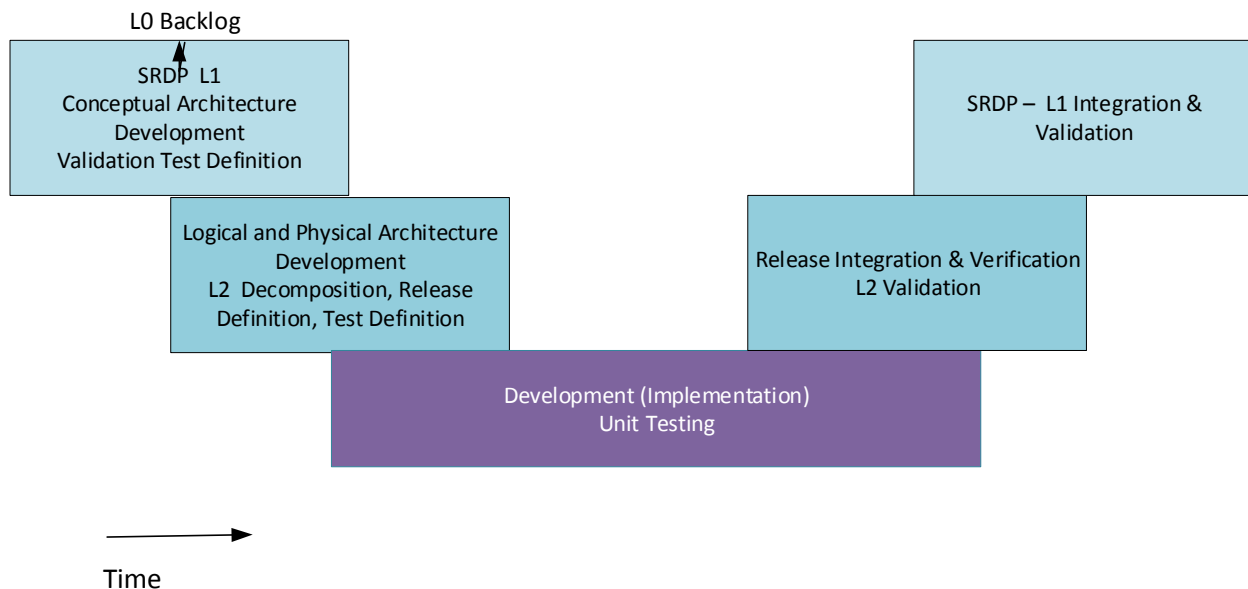 L0 Backlog
SRDP L1
Conceptual Architecture
Development
Validation Test Definition
SRDP – L1 Integration &
Validation
Logical and Physical Architecture
Development
L2 Decomposition, Release
Definition, Test Definition
Release Integration & Verification
L2 Validation
Development (Implementation)
Unit Testing
Time